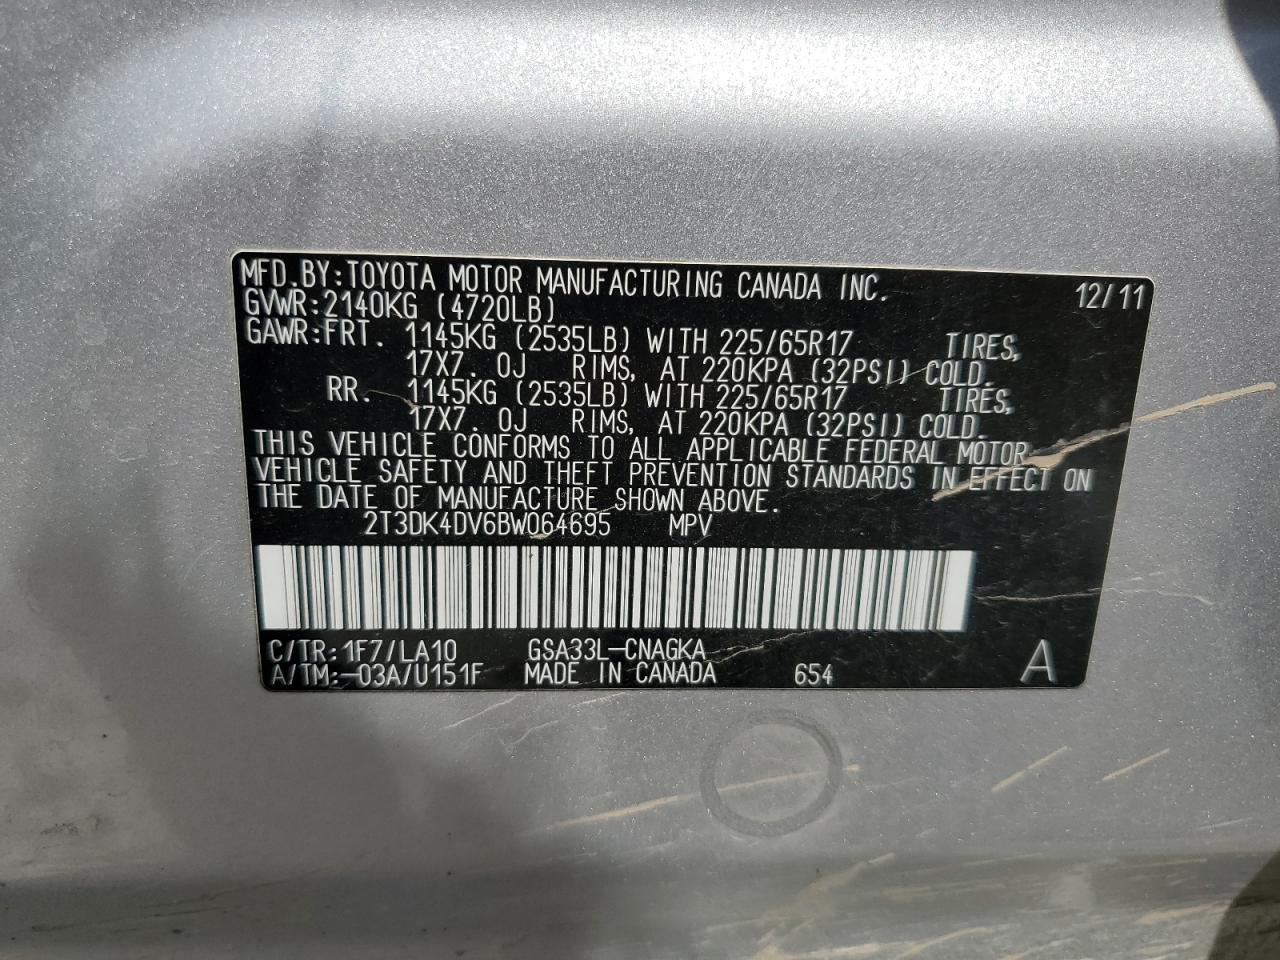 MFD.BY:TOYOTA MOTOR MANUFACTURING CANADA INC. 12/11
GVWR:2140KG (4720LB)
GAWR:FRT. 1145KG (2535LB) WITH 225/65R17 TIRES,
17X7.0J RIMS, AT 220KPA (32PSI) COLD.
RR. 1145KG (2535LB) WITH 225/65R17 TIRES,
17X7.0J RIMS, AT 220KPA (32PSI) COLD.
THIS VEHICLE CONFORMS TO ALL APPLICABLE FEDERAL MOTOR
VEHICLE SAFETY AND THEFT PREVENTION STANDARDS IN EFFECT ON
THE DATE OF MANUFACTURE SHOWN ABOVE.
2T3DK4DV6BW064695 MPV
C/TR:1F7/LA10 GSA33L-CNAGKA
A/TM:-03A/U151F MADE IN CANADA 654 A